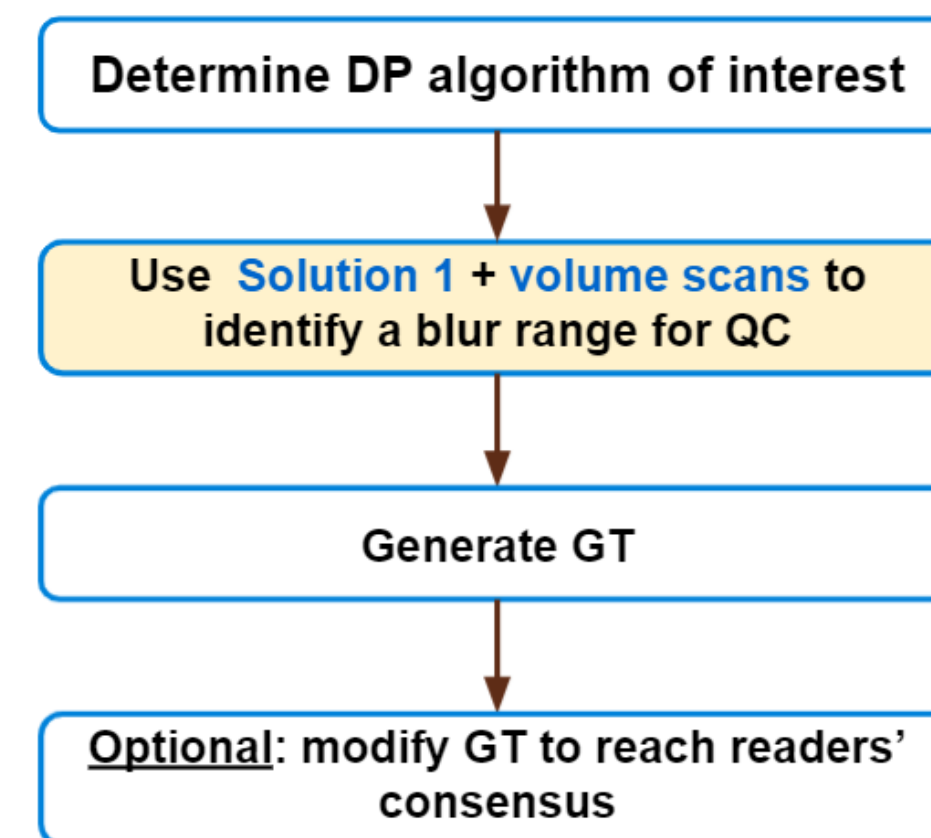 Determine DP algorithm of interest
Use Solution 1 + volume scans to
identify a blur range for QC
Generate GT
Optional: modify GT to reach readers’
consensus